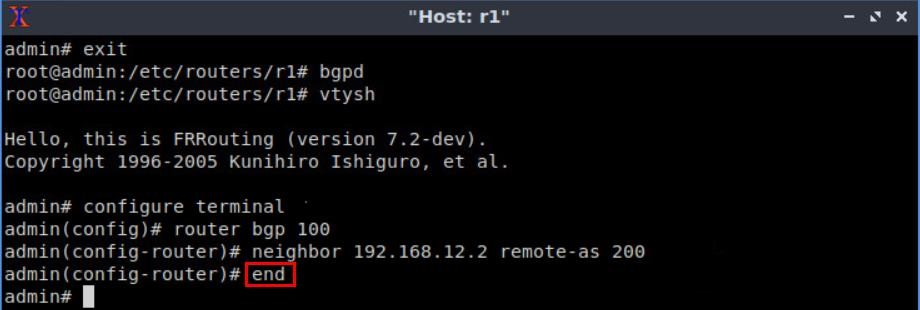 "Host: r1"
admin# exit
root@admin:/etc/routers/r1# bgpd
root@admin:/etc/routers/r1# vtysh
Hello, this is FRRouting (version 7.2-dev).
Copyright 1996-2005 Kunihiro Ishiguro, et al.
admin# configure terminal
admin(config)# router bgp 100
admin(config-router)# neighbor 192.168.12.2 remote-as 200
admin(config-router)# end
admin#